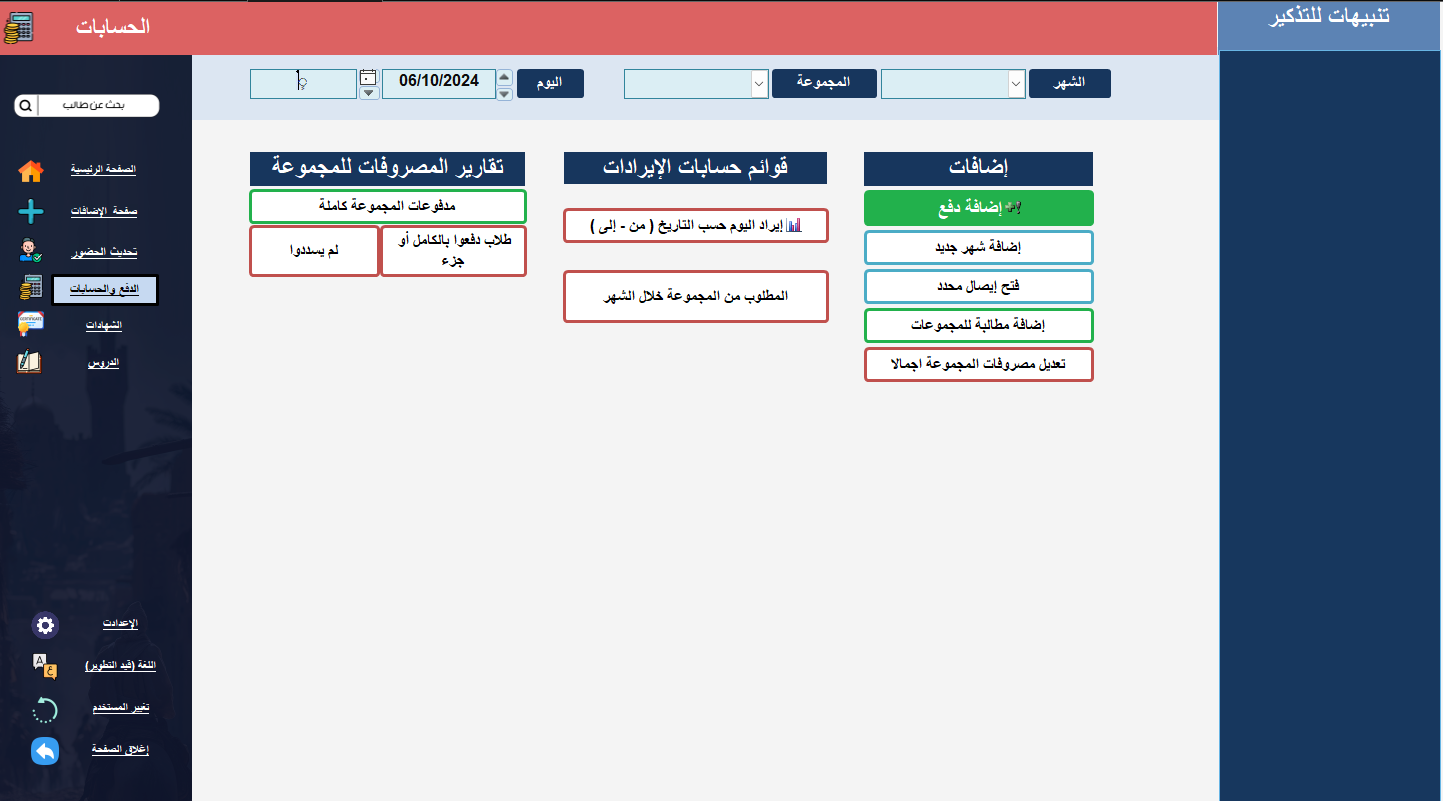 تنبيهات للتذكير
الحسابات
الشهر
المجموعة
اليوم
06/10/2024
بحث عن طالب
الصفحة الرئيسية
صفحة الإضافات
تحديث الحضور
الدفع والحسابات
الشهادات
الدروس
إضافات
إضافة دفع
إضافة شهر جديد
فتح إيصال محدد
إضافة مطالبة للمجموعات
تعديل مصروفات المجموعة اجمالا
قوائم حسابات الإيرادات
إيراد اليوم حسب التاريخ ( من - إلى )
المطلوب من المجموعة خلال الشهر
تقارير المصروفات للمجموعة
مدفوعات المجموعة كاملة
طلاب دفعوا بالكامل أو
جزء
لم يسددوا
الإعدادت
اللغة (قيد التطوير)
تغيير المستخدم
إغلاق الصفحة